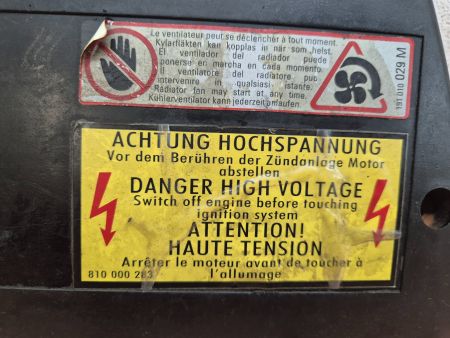 Le ventilateur peut se déclencher à tout moment.
Kylarfläkten kan kopplas in när som helst.
El ventilador del radiador puede
ponerse en marcha en cada momento.
Il ventilatore del radiatore puo,
intervenire in qualsiasi istante.
Radiator fan may start at any time.
Kühlerventilator kann jederzeit anlaufen
191 010 029 M
ACHTUNG HOCHSPANNUNG
Vor dem Berühren der Zündanlage Motor
abstellen
DANGER HIGH VOLTAGE
Switch off engine before touching
ignition system
ATTENTION!
HAUTE TENSION
Arrêter le moteur avant de toucher à
l'allumage
810 000 283